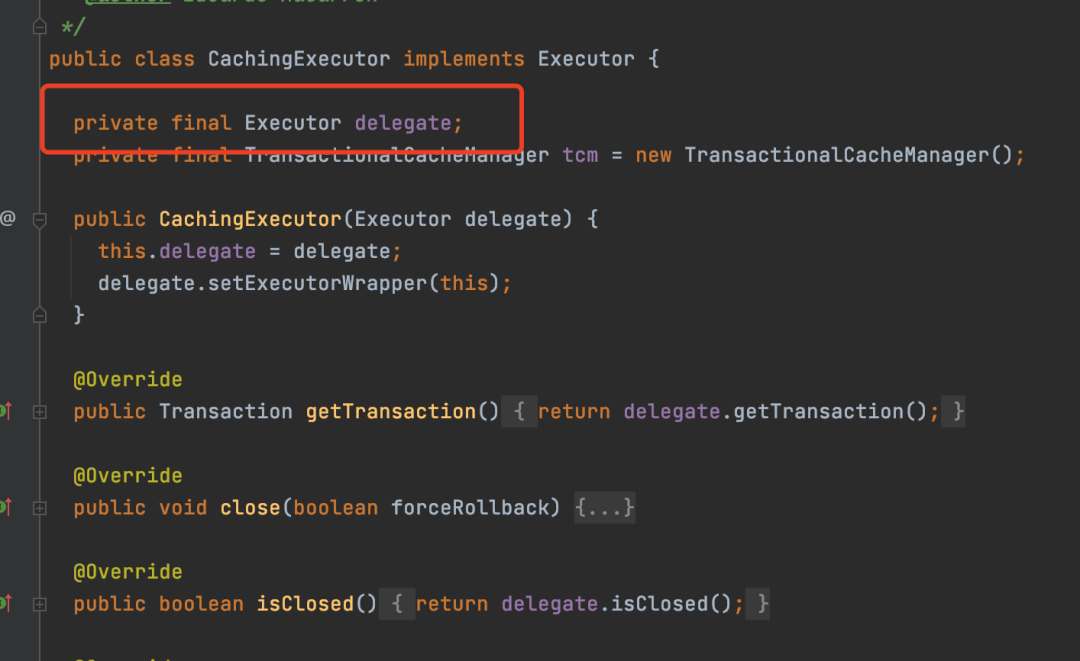 */
public class CachingExecutor implements Executor {
private final Executor delegate;
private final TransactionalCacheManager tcm = new TransactionalCacheManager();
@ public CachingExecutor(Executor delegate) {
this.delegate = delegate;
delegate.setExecutorWrapper(this);
}
@Override
public Transaction getTransaction() { return delegate.getTransaction(); }
@Override
public void close(boolean forceRollback) {...}
@Override
public boolean isClosed() { return delegate.isClosed(); }